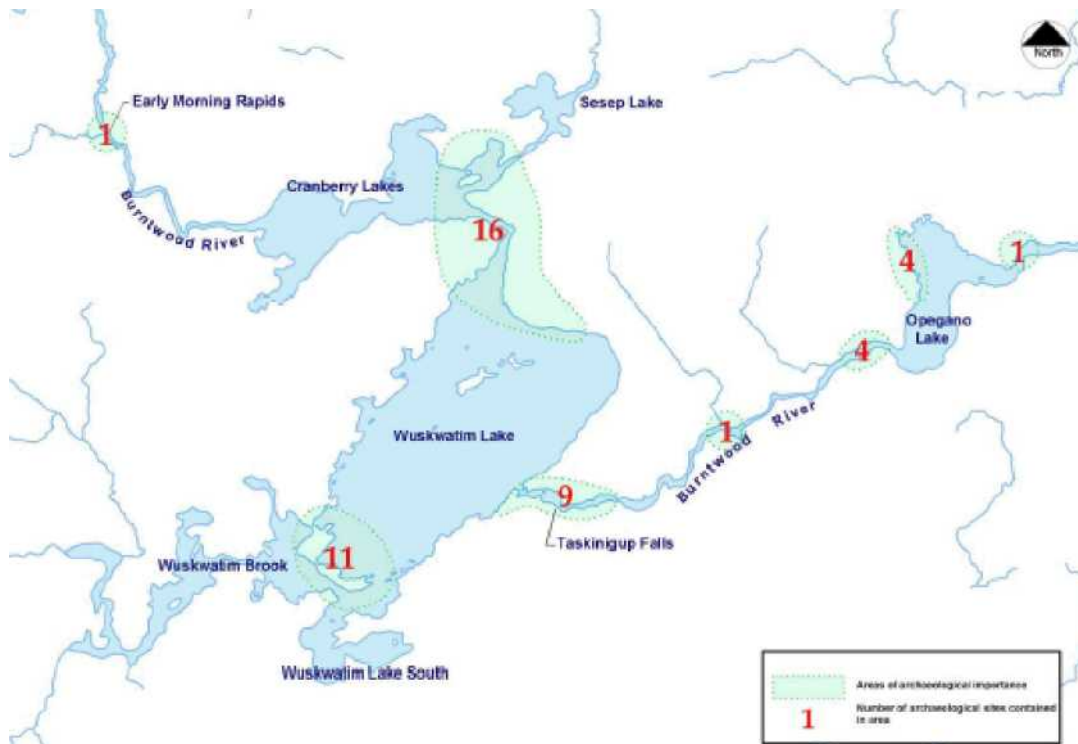 North
Early Morning Rapids
1
Sesep Lake
Cranberry Lakes
Burntwood River
16
4
1
Opegano
Lake
4
Wuskwatim Lake
1
Burntwood River
9
Taskinigup Falls
11
Wuskwatim Brook
Wuskwatim Lake South
Areas of archaeological importance
1
Number of archaeological sites contained
in area